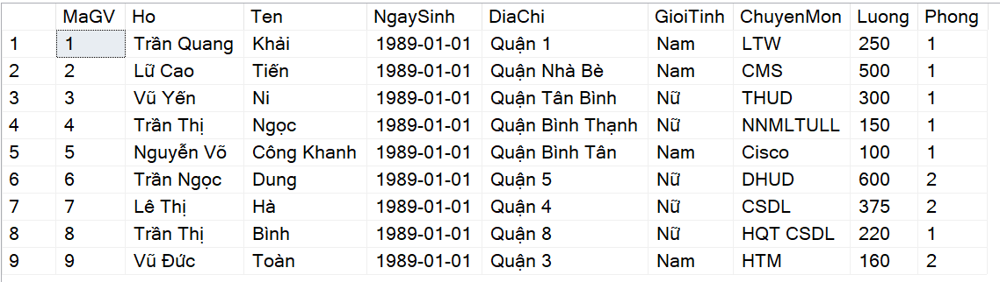 MaGV Ho Ten NgaySinh DiaChi GioiTinh ChuyenMon Luong Phong
1 1 Trần Quang Khải 1989-01-01 Quận 1 Nam LTW 250 1
2 2 Lữ Cao Tiến 1989-01-01 Quận Nhà Bè Nam CMS 500 1
3 3 Vũ Yến Ni 1989-01-01 Quận Tân Bình Nữ THUD 300 1
4 4 Trần Thị Ngọc 1989-01-01 Quận Bình Thạnh Nữ NNMLTULL 150 1
5 5 Nguyễn Võ Công Khanh 1989-01-01 Quận Bình Tân Nam Cisco 100 1
6 6 Trần Ngọc Dung 1989-01-01 Quận 5 Nữ DHUD 600 2
7 7 Lê Thị Hà 1989-01-01 Quận 4 Nữ CSDL 375 2
8 8 Trần Thị Bình 1989-01-01 Quận 8 Nữ HQT CSDL 220 1
9 9 Vũ Đức Toàn 1989-01-01 Quận 3 Nam HTM 160 2